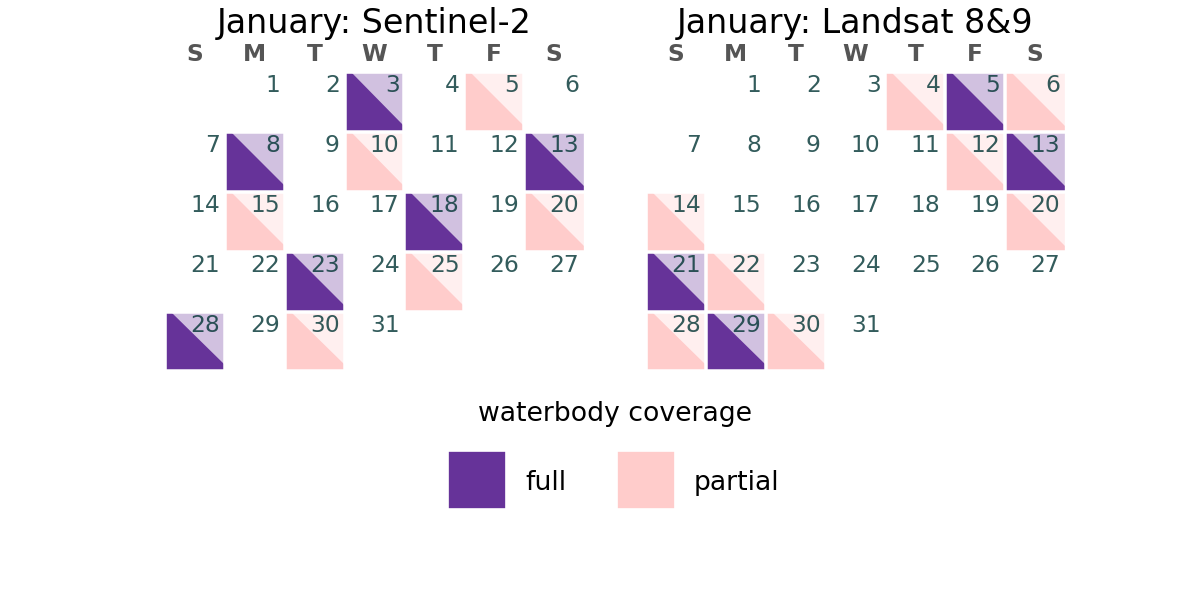 January: Sentinel-2
S M T W T F S
1 2 3 4 5 6
7 8 9 10 11 12 13
14 15 16 17 18 19 20
21 22 23 24 25 26 27
28 29 30 31
January: Landsat 8&9
S M T W T F S
1 2 3 4 5 6
7 8 9 10 11 12 13
14 15 16 17 18 19 20
21 22 23 24 25 26 27
28 29 30 31
waterbody coverage
full partial